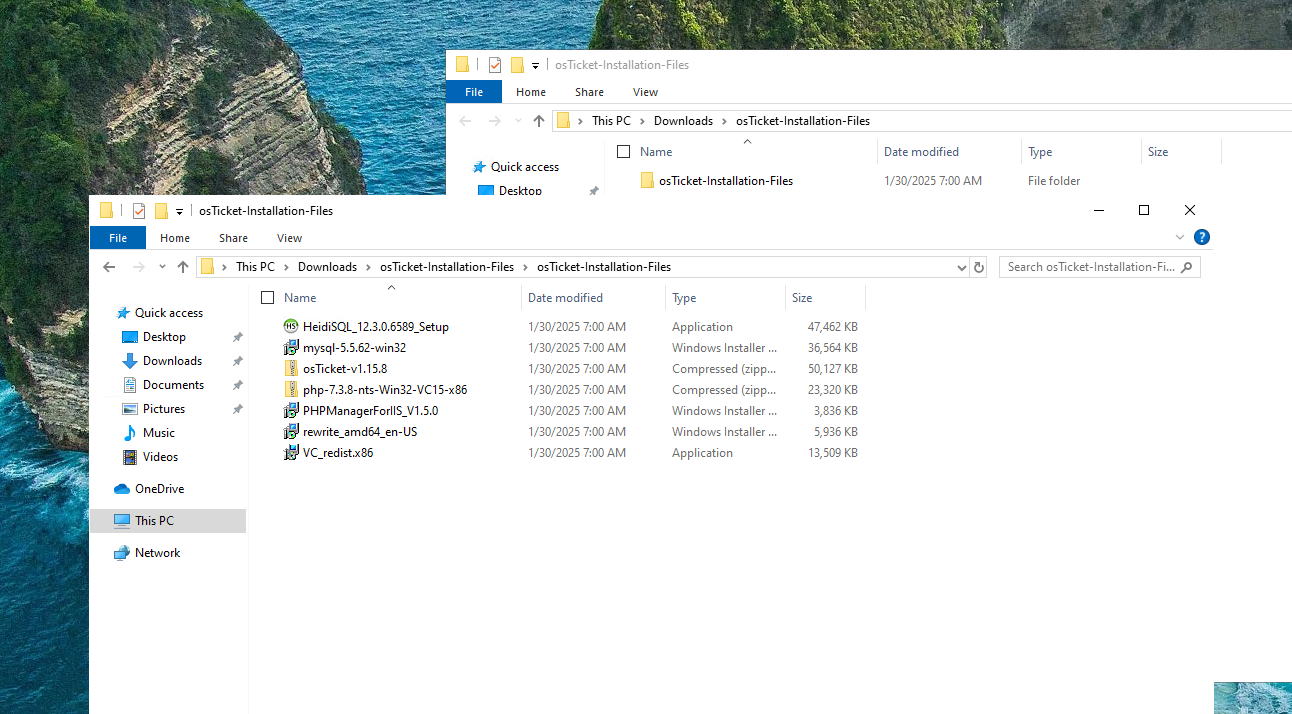 osTicket-Installation-Files
File Home Share View
This PC Downloads osTicket-Installation-Files
Name Date modified Type Size
Quick access
osTicket-Installation-Files 1/30/2025 7:00 AM File folder
Desktop
osTicket-Installation-Files
File Home Share View
This PC Downloads osTicket-Installation-Files osTicket-Installation-Files Search osTicket-Installation-Fi...
Name Date modified Type Size
Quick access
Desktop
Downloads
Documents
Pictures
Music
Videos
OneDrive
This PC
Network
HeidiSQL_12.3.0.6589_Setup 1/30/2025 7:00 AM Application 47,462 KB
mysql-5.5.62-win32 1/30/2025 7:00 AM Windows Installer ... 36,564 KB
osTicket-v1.15.8 1/30/2025 7:00 AM Compressed (zipp... 50,127 KB
php-7.3.8-nts-Win32-VC15-x86 1/30/2025 7:00 AM Compressed (zipp... 23,320 KB
PHPManagerForIIS_V1.5.0 1/30/2025 7:00 AM Windows Installer ... 3,836 KB
rewrite_amd64_en-US 1/30/2025 7:00 AM Windows Installer ... 5,936 KB
VC_redist.x86 1/30/2025 7:00 AM Application 13,509 KB